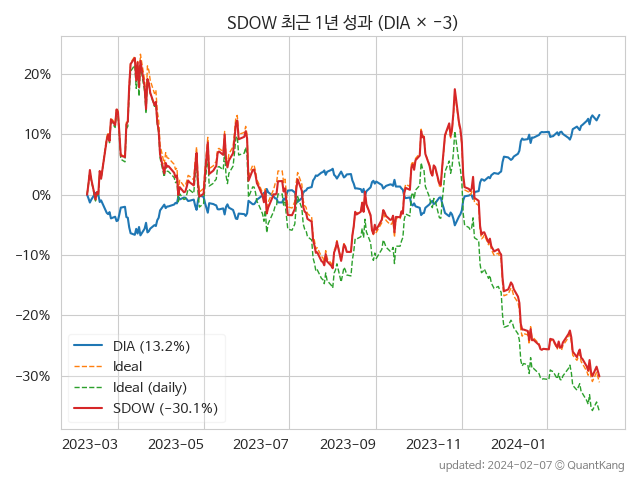 SDOW 최근 1년 성과 (DIA × −3)
20%
10%
0%
−10%
−20%
−30%
DIA (13.2%)
Ideal
Ideal (daily)
SDOW (−30.1%)
2023−03 2023−05 2023−07 2023−09 2023−11 2024−01
updated: 2024−02−07 © QuantKang